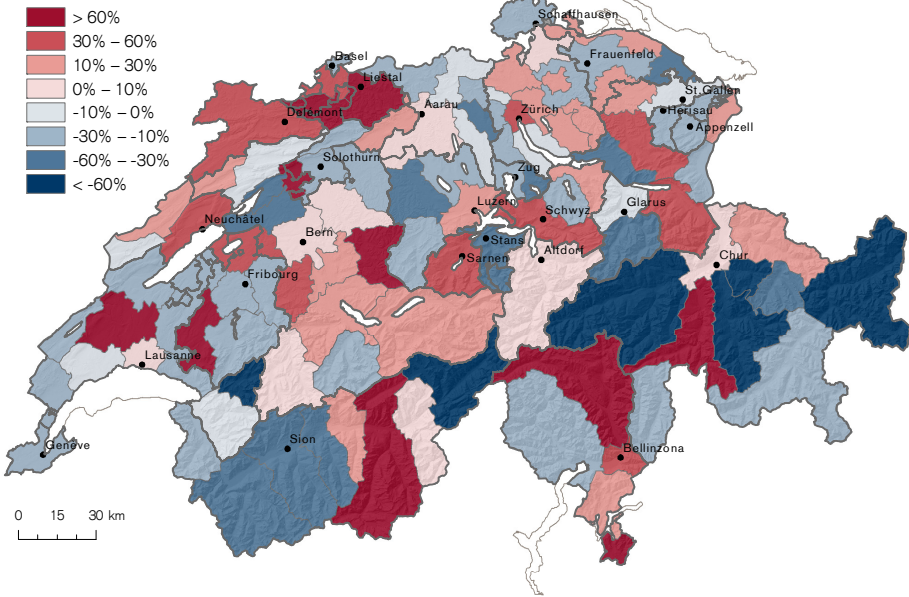 > 60%
30% – 60%
10% – 30%
0% – 10%
-10% – 0%
-30% – -10%
-60% – -30%
< -60%
Schaffhausen
Basel
Frauenfeld
Liestal
St.Gallen
Aarau
Zürich
Herisau
Delémont
Appenzell
Solothurn
Zug
Luzern
Glarus
Schwyz
Neuchâtel
Bern
Stans
Altdorf
Sarnen
Chur
Fribourg
Lausanne
Sion
Genève
Bellinzona
0 15 30 km